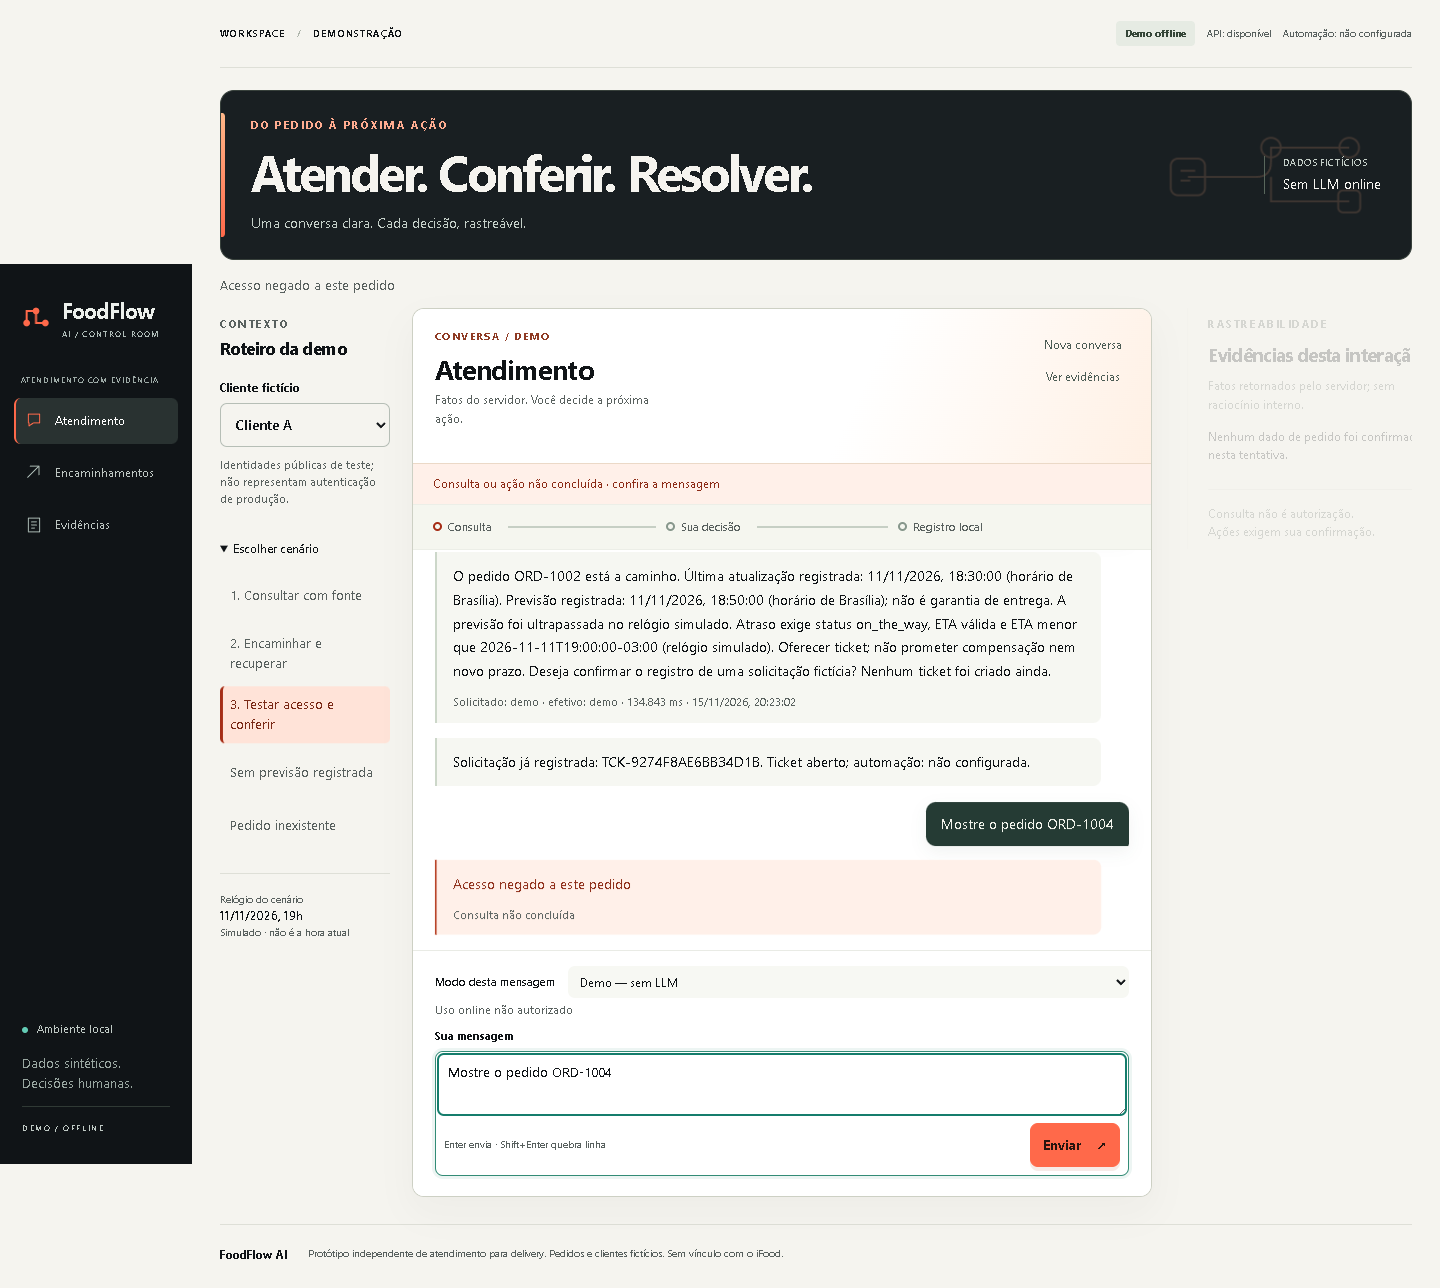 WORKSPACE / DEMONSTRAÇÃO
Demo offline
API: disponível
Automação: não configurada
DO PEDIDO À PRÓXIMA AÇÃO
Atender. Conferir. Resolver.
Uma conversa clara. Cada decisão, rastreável.
DADOS FICTÍCIOS
Sem LLM online
FoodFlow
AI / CONTROL ROOM
ATENDIMENTO COM EVIDÊNCIA
Atendimento
Encaminhamentos
Evidências
Ambiente local
Dados sintéticos.
Decisões humanas.
DEMO / OFFLINE
Acesso negado a este pedido
CONTEXTO
Roteiro da demo
Cliente fictício
Cliente A
Identidades públicas de teste;
não representam autenticação
de produção.
Escolher cenário
1. Consultar com fonte
2. Encaminhar e
recuperar
3. Testar acesso e
conferir
Sem previsão registrada
Pedido inexistente
Relógio do cenário
11/11/2026, 19h
Simulado · não é a hora atual
CONVERSA / DEMO
Atendimento
Fatos do servidor. Você decide a próxima
ação.
Nova conversa
Ver evidências
Consulta ou ação não concluída · confira a mensagem
Consulta
Sua decisão
Registro local
O pedido ORD-1002 está a caminho. Última atualização registrada: 11/11/2026, 18:30:00 (horário de
Brasília). Previsão registrada: 11/11/2026, 18:50:00 (horário de Brasília); não é garantia de entrega. A
previsão foi ultrapassada no relógio simulado. Atraso exige status on_the_way, ETA válida e ETA menor
que 2026-11-11T19:00:00-03:00 (relógio simulado). Oferecer ticket; não prometer compensação nem
novo prazo. Deseja confirmar o registro de uma solicitação fictícia? Nenhum ticket foi criado ainda.
Solicitado: demo · efetivo: demo · 134.843 ms · 15/11/2026, 20:23:02
Solicitação já registrada: TCK-9274F8AE6BB34D1B. Ticket aberto; automação: não configurada.
Mostre o pedido ORD-1004
Acesso negado a este pedido
Consulta não concluída
Modo desta mensagem
Demo — sem LLM
Uso online não autorizado
Sua mensagem
Mostre o pedido ORD-1004
Enter envia · Shift+Enter quebra linha
Enviar ↗
RASTREABILIDADE
Evidências desta interaçã
Fatos retornados pelo servidor; sem
raciocínio interno.
Nenhum dado de pedido foi confirmac
nesta tentativa.
Consulta não é autorização.
Ações exigem sua confirmação.
FoodFlow AI
Protótipo independente de atendimento para delivery. Pedidos e clientes fictícios. Sem vínculo com o iFood.